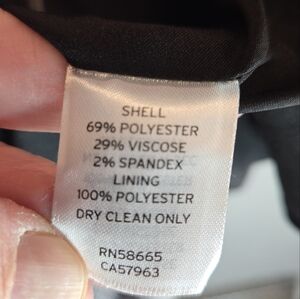 SHELL
69% POLYESTER
29% VISCOSE
2% SPANDEX
LINING
100% POLYESTER
DRY CLEAN ONLY
RN58665
CA57963